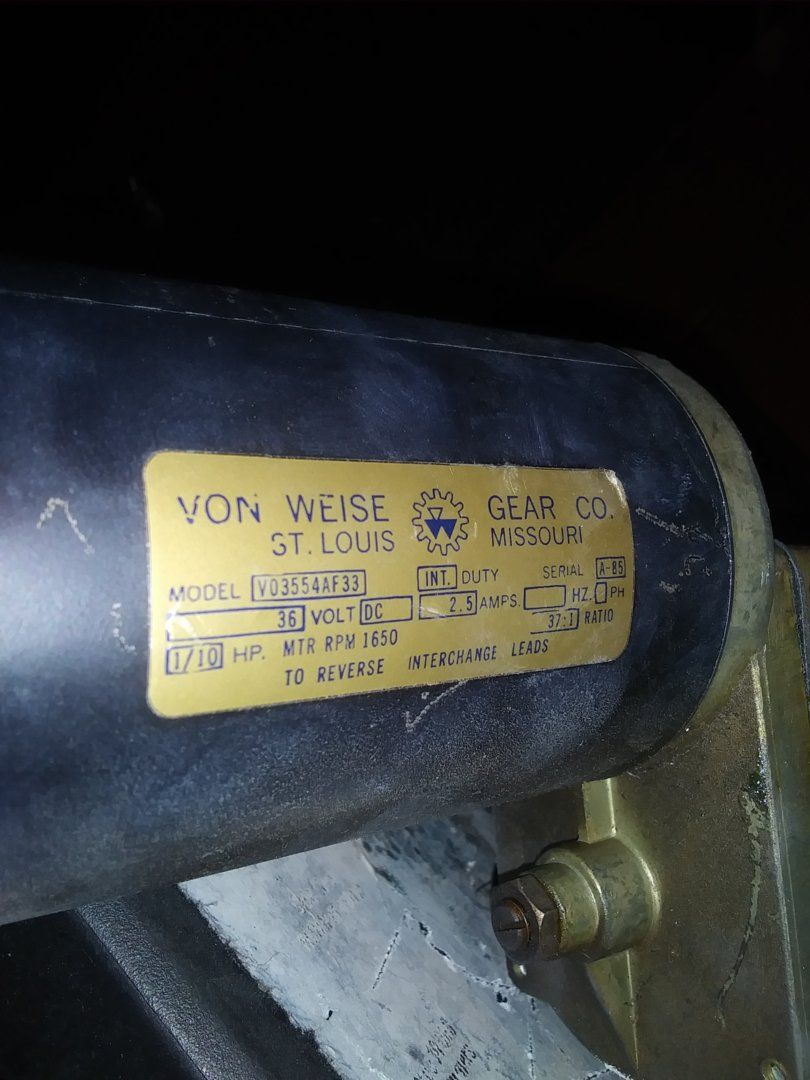 VON WEISE GEAR CO.
ST. LOUIS MISSOURI
MODEL V03554AF33 INT. DUTY SERIAL A-85
36 VOLT DC 2.5 AMPS. HZ. PH
1/10 HP. MTR RPM 1650 37:1 RATIO
TO REVERSE INTERCHANGE LEADS